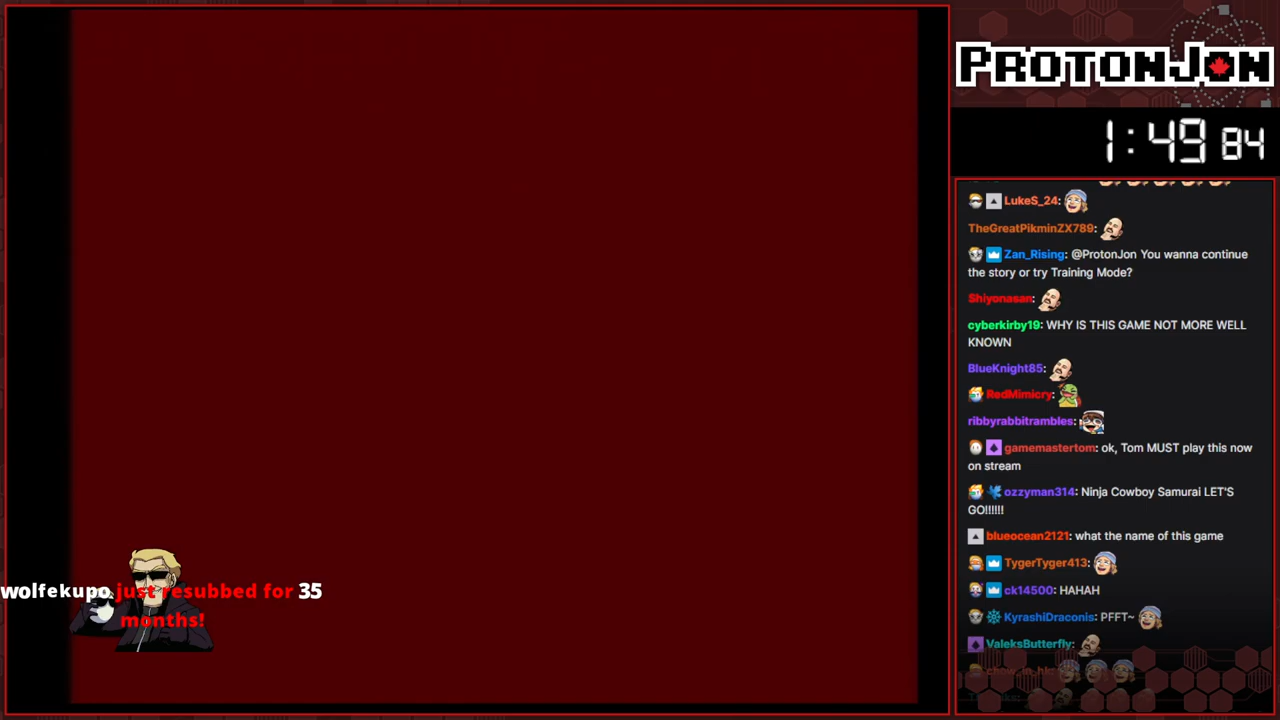 PROTONJON
1:49 84
LukeS_24:
TheGreatPikminZX789:
Zan_Rising: @ProtonJon You wanna continue
the story or try Training Mode?
Shiyonasan:
cyberkirby19: WHY IS THIS GAME NOT MORE WELL
KNOWN
BlueKnight85:
RedMimicry:
ribbyrabbitrambles:
gamemastertom: ok, Tom MUST play this now
on stream
ozzyman314: Ninja Cowboy Samurai LET'S
GO!!!!!!
blueocean2121: what the name of this game
TygerTyger413:
ck14500: HAHAH
KyrashiDraconis: PFFT~
ValeksButterfly:
wolfekupo just resubbed for 35
months!